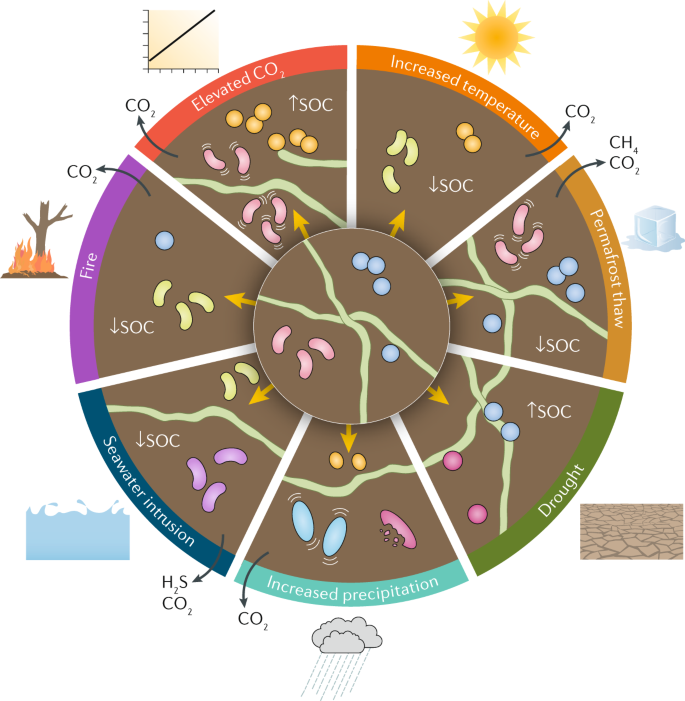 Elevated CO₂
CO₂
↑SOC
Increased temperature
CO₂
↓SOC
CH₄
CO₂
Permafrost thaw
↓SOC
Drought
↑SOC
Increased precipitation
CO₂
Seawater intrusion
↓SOC
H₂S
CO₂
Fire
CO₂
↓SOC